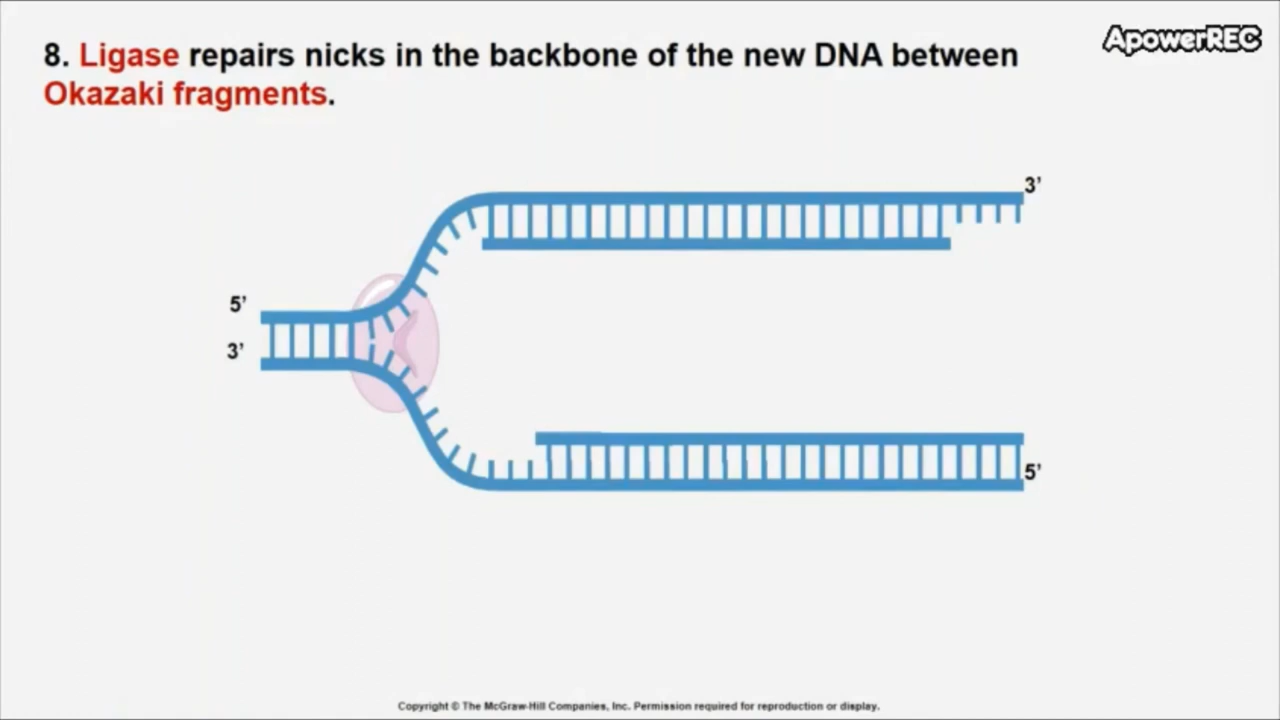 8. Ligase repairs nicks in the backbone of the new DNA between
Okazaki fragments.
ApowerREC
3’
5’
3’
5’
Copyright © The McGraw-Hill Companies, Inc. Permission required for reproduction or display.